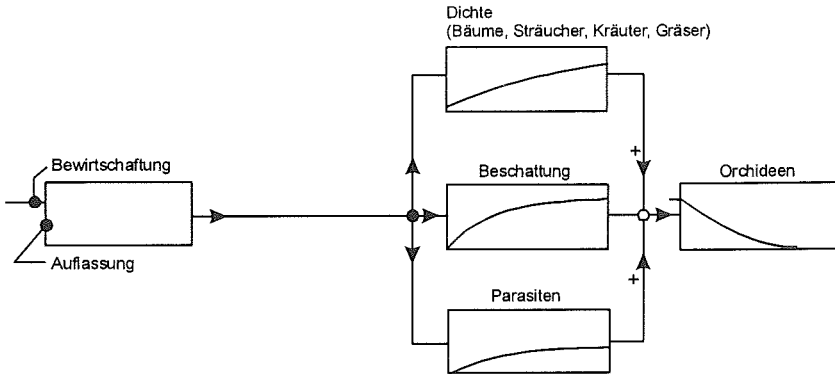 Dichte
(Bäume, Sträucher, Kräuter, Gräser)
Bewirtschaftung
Beschattung
Orchideen
Auflassung
Parasiten
+
+